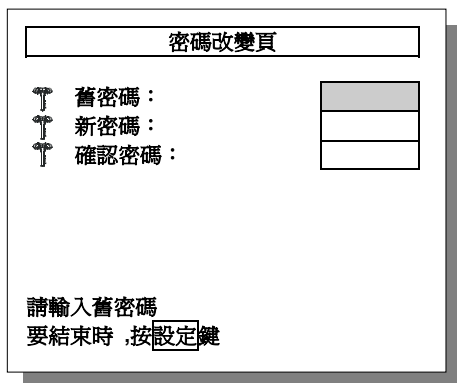 密碼改變頁
舊密碼：
新密碼：
確認密碼：
請輸入舊密碼
要結束時 ,按設定鍵